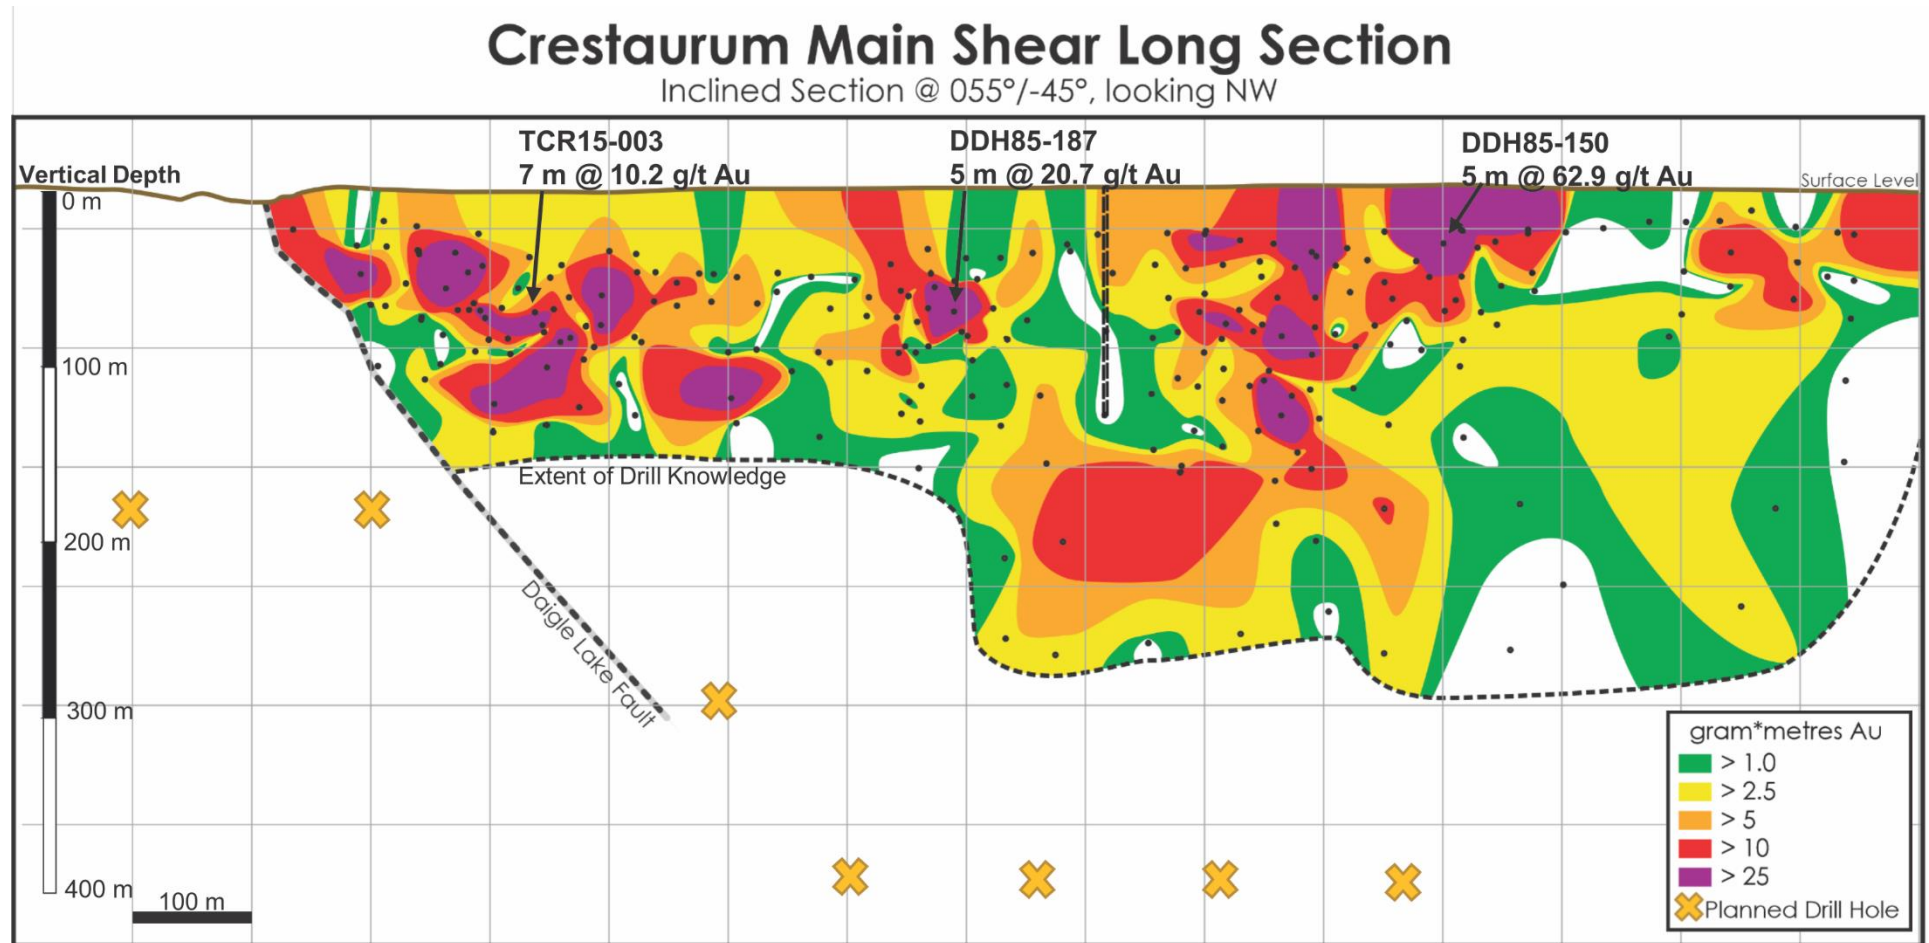 Crestaurum Main Shear Long Section
Inclined Section @ 055°/-45°, looking NW
TCR15-003
7 m @ 10.2 g/t Au
DDH85-187
5 m @ 20.7 g/t Au
DDH85-150
5 m @ 62.9 g/t Au
Vertical Depth
Surface Level
0 m
100 m
200 m
300 m
400 m
100 m
Extent of Drill Knowledge
Daigle Lake Fault
gram*metres Au
> 1.0
> 2.5
> 5
> 10
> 25
Planned Drill Hole